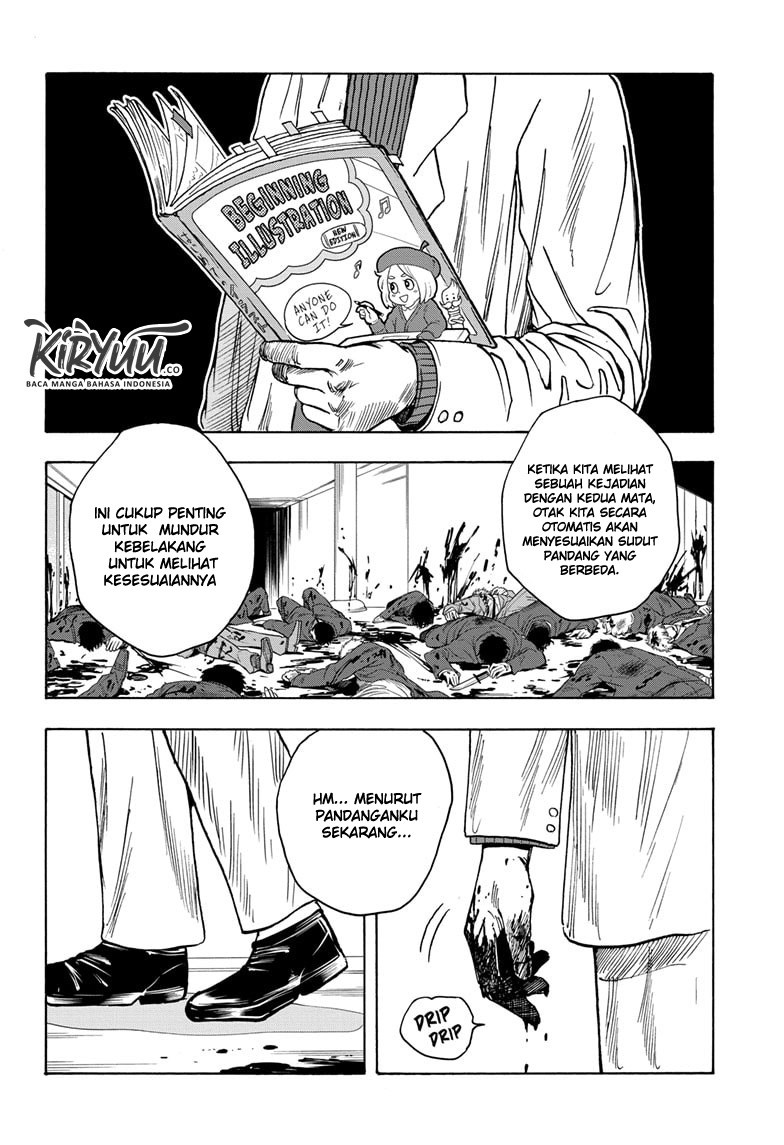 BEGINNING
ILLUSTRATION
NEW
EDITION
ANYONE
CAN DO
IT!
KIRYUU.CO
BACA MANGA BAHASA INDONESIA
KETIKA KITA MELIHAT
SEBUAH KEJADIAN
DENGAN KEDUA MATA,
OTAK KITA SECARA
OTOMATIS AKAN
MENYESUAIKAN SUDUT
PANDANG YANG
BERBEDA.
INI CUKUP PENTING
UNTUK MUNDUR
KEBELAKANG
UNTUK MELIHAT
KESESUAIANNYA
HM... MENURUT
PANDANGANKU
SEKARANG...
DRIP
DRIP